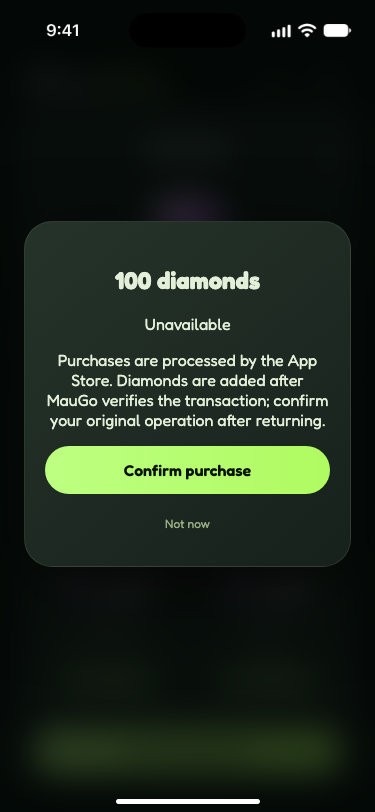 9:41
100 diamonds
Unavailable
Purchases are processed by the App
Store. Diamonds are added after
MauGo verifies the transaction; confirm
your original operation after returning.
Confirm purchase
Not now